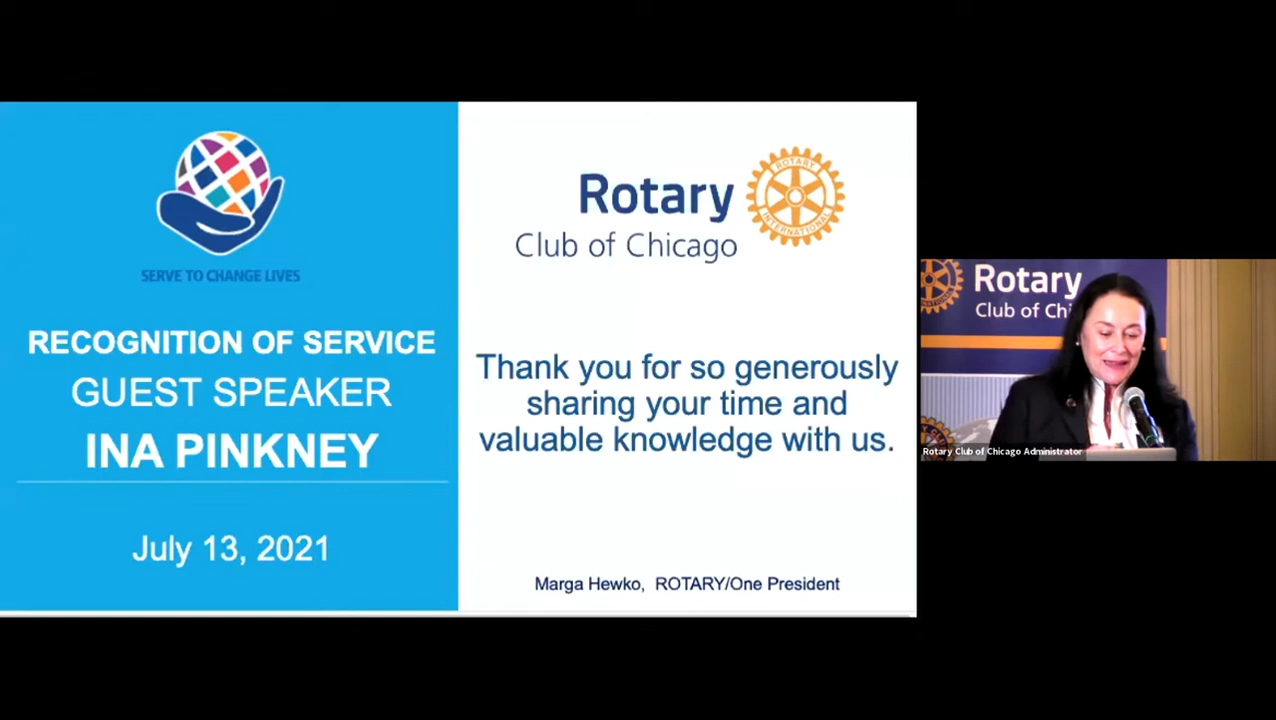 SERVE TO CHANGE LIVES
RECOGNITION OF SERVICE
GUEST SPEAKER
INA PINKNEY
July 13, 2021
Rotary
Club of Chicago
ROTARY
INTERNATIONAL
Thank you for so generously
sharing your time and
valuable knowledge with us.
Marga Hewko, ROTARY/One President
Rotary
Club of Chi
Rotary Club of Chicago Administrator